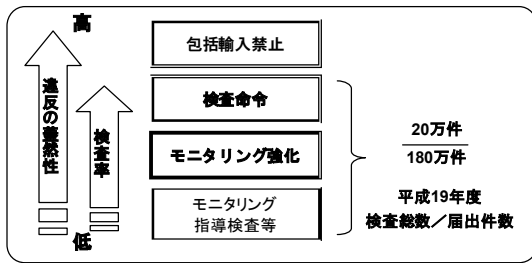 高
違反の蓋然性
検査率
低
包括輸入禁止
検査命令
モニタリング強化
モニタリング
指導検査等
20万件
180万件
平成19年度
検査総数/届出件数